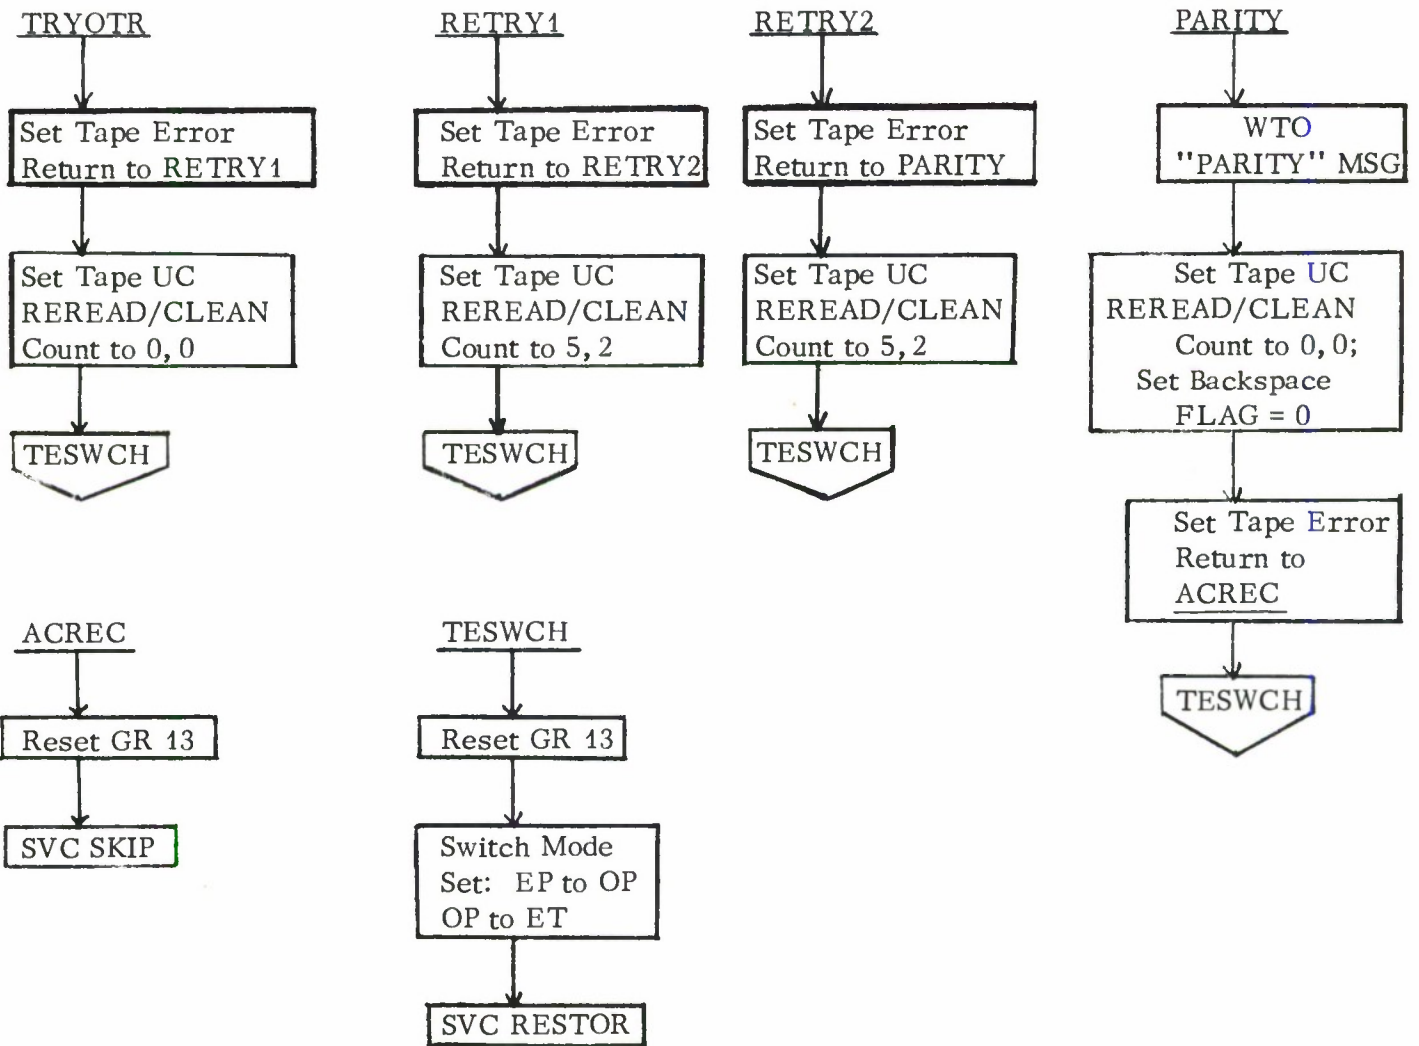 TRYOTR
Set Tape Error
Return to RETRY1
Set Tape UC
REREAD/CLEAN
Count to 0,0
TESWCH
RETRY1
Set Tape Error
Return to RETRY2
Set Tape UC
REREAD/CLEAN
Count to 5,2
TESWCH
RETRY2
Set Tape Error
Return to PARITY
Set Tape UC
REREAD/CLEAN
Count to 5,2
TESWCH
PARITY
WTO
"PARITY" MSG
Set Tape UC
REREAD/CLEAN
Count to 0,0;
Set Backspace
FLAG = 0
Set Tape Error
Return to
ACREC
TESWCH
ACREC
Reset GR 13
SVC SKIP
TESWCH
Reset GR 13
Switch Mode
Set: EP to OP
OP to ET
SVC RESTOR